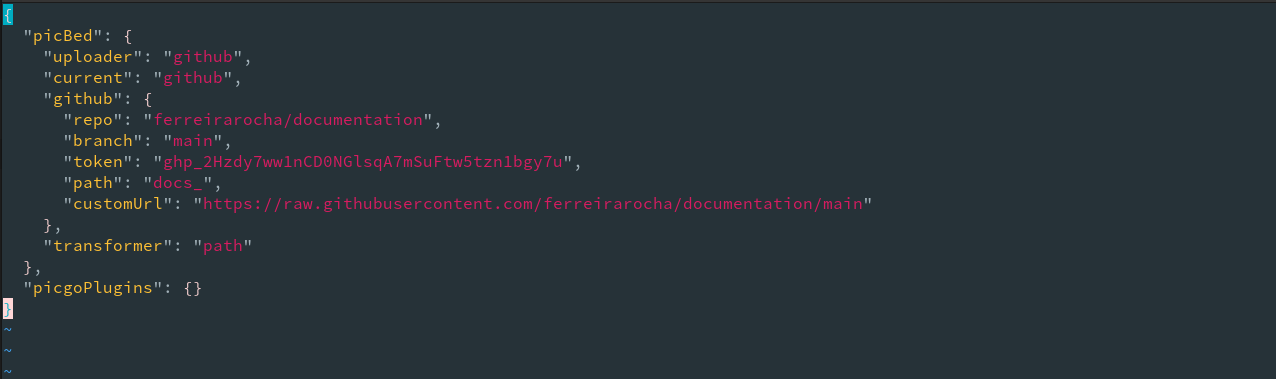 {
  "picBed": {
    "uploader": "github",
    "current": "github",
    "github": {
      "repo": "ferreirarocha/documentation",
      "branch": "main",
      "token": "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",
      "path": "docs_",
      "customUrl": "https://raw.githubusercontent.com/ferreirarocha/documentation/main"
    },
    "transformer": "path"
  },
  "picgoPlugins": {}
}
~
~
~